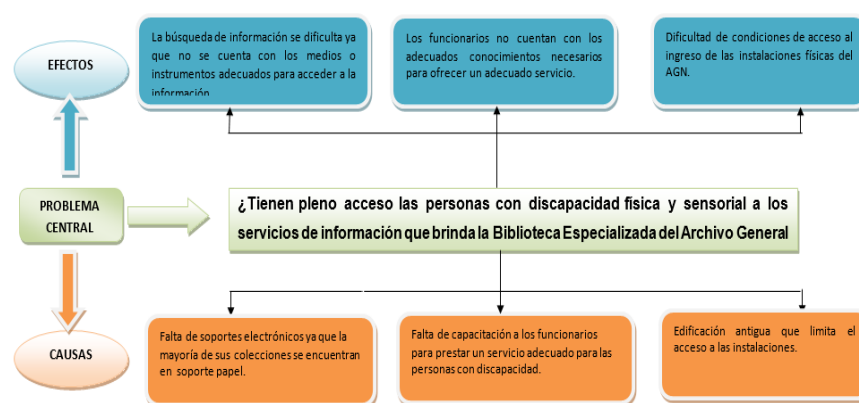 EFECTOS
La búsqueda de información se dificulta ya
que no se cuenta con los medios o
instrumentos adecuados para acceder a la
información
Los funcionarios no cuentan con los
adecuados conocimientos necesarios
para ofrecer un adecuado servicio.
Dificultad de condiciones de acceso al
ingreso de las instalaciones físicas del
AGN.
PROBLEMA
CENTRAL
¿Tienen pleno acceso las personas con discapacidad física y sensorial a los
servicios de información que brinda la Biblioteca Especializada del Archivo General
CAUSAS
Falta de soportes electrónicos ya que la
mayoría de sus colecciones se encuentran
en soporte papel.
Falta de capacitación a los funcionarios
para prestar un servicio adecuado para las
personas con discapacidad.
Edificación antigua que limita el
acceso a las instalaciones.